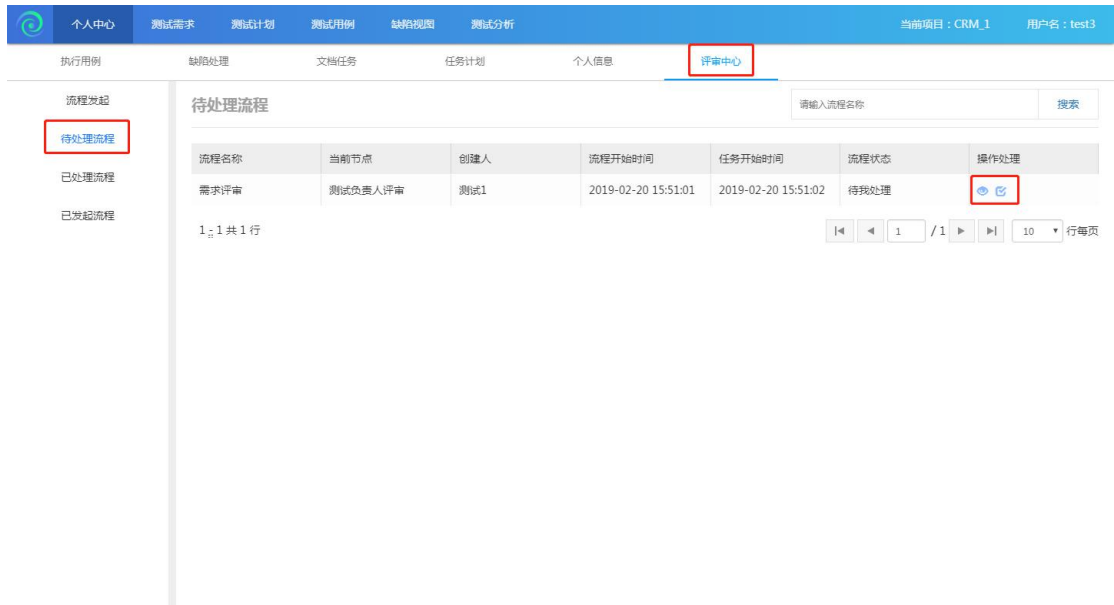 个人中心 测试需求 测试计划 测试用例 缺陷视图 测试分析 当前项目：CRM_1 用户名：test3
执行用例 缺陷处理 文档任务 任务计划 个人信息 评审中心
流程发起
待处理流程
已处理流程
已发起流程
待处理流程 请输入流程名称 搜索
流程名称 当前节点 创建人 流程开始时间 任务开始时间 流程状态 操作处理
需求评审 测试负责人评审 测试1 2019-02-20 15:51:01 2019-02-20 15:51:02 待我处理
1 - 1 共 1 行 1 / 1 10 行每页